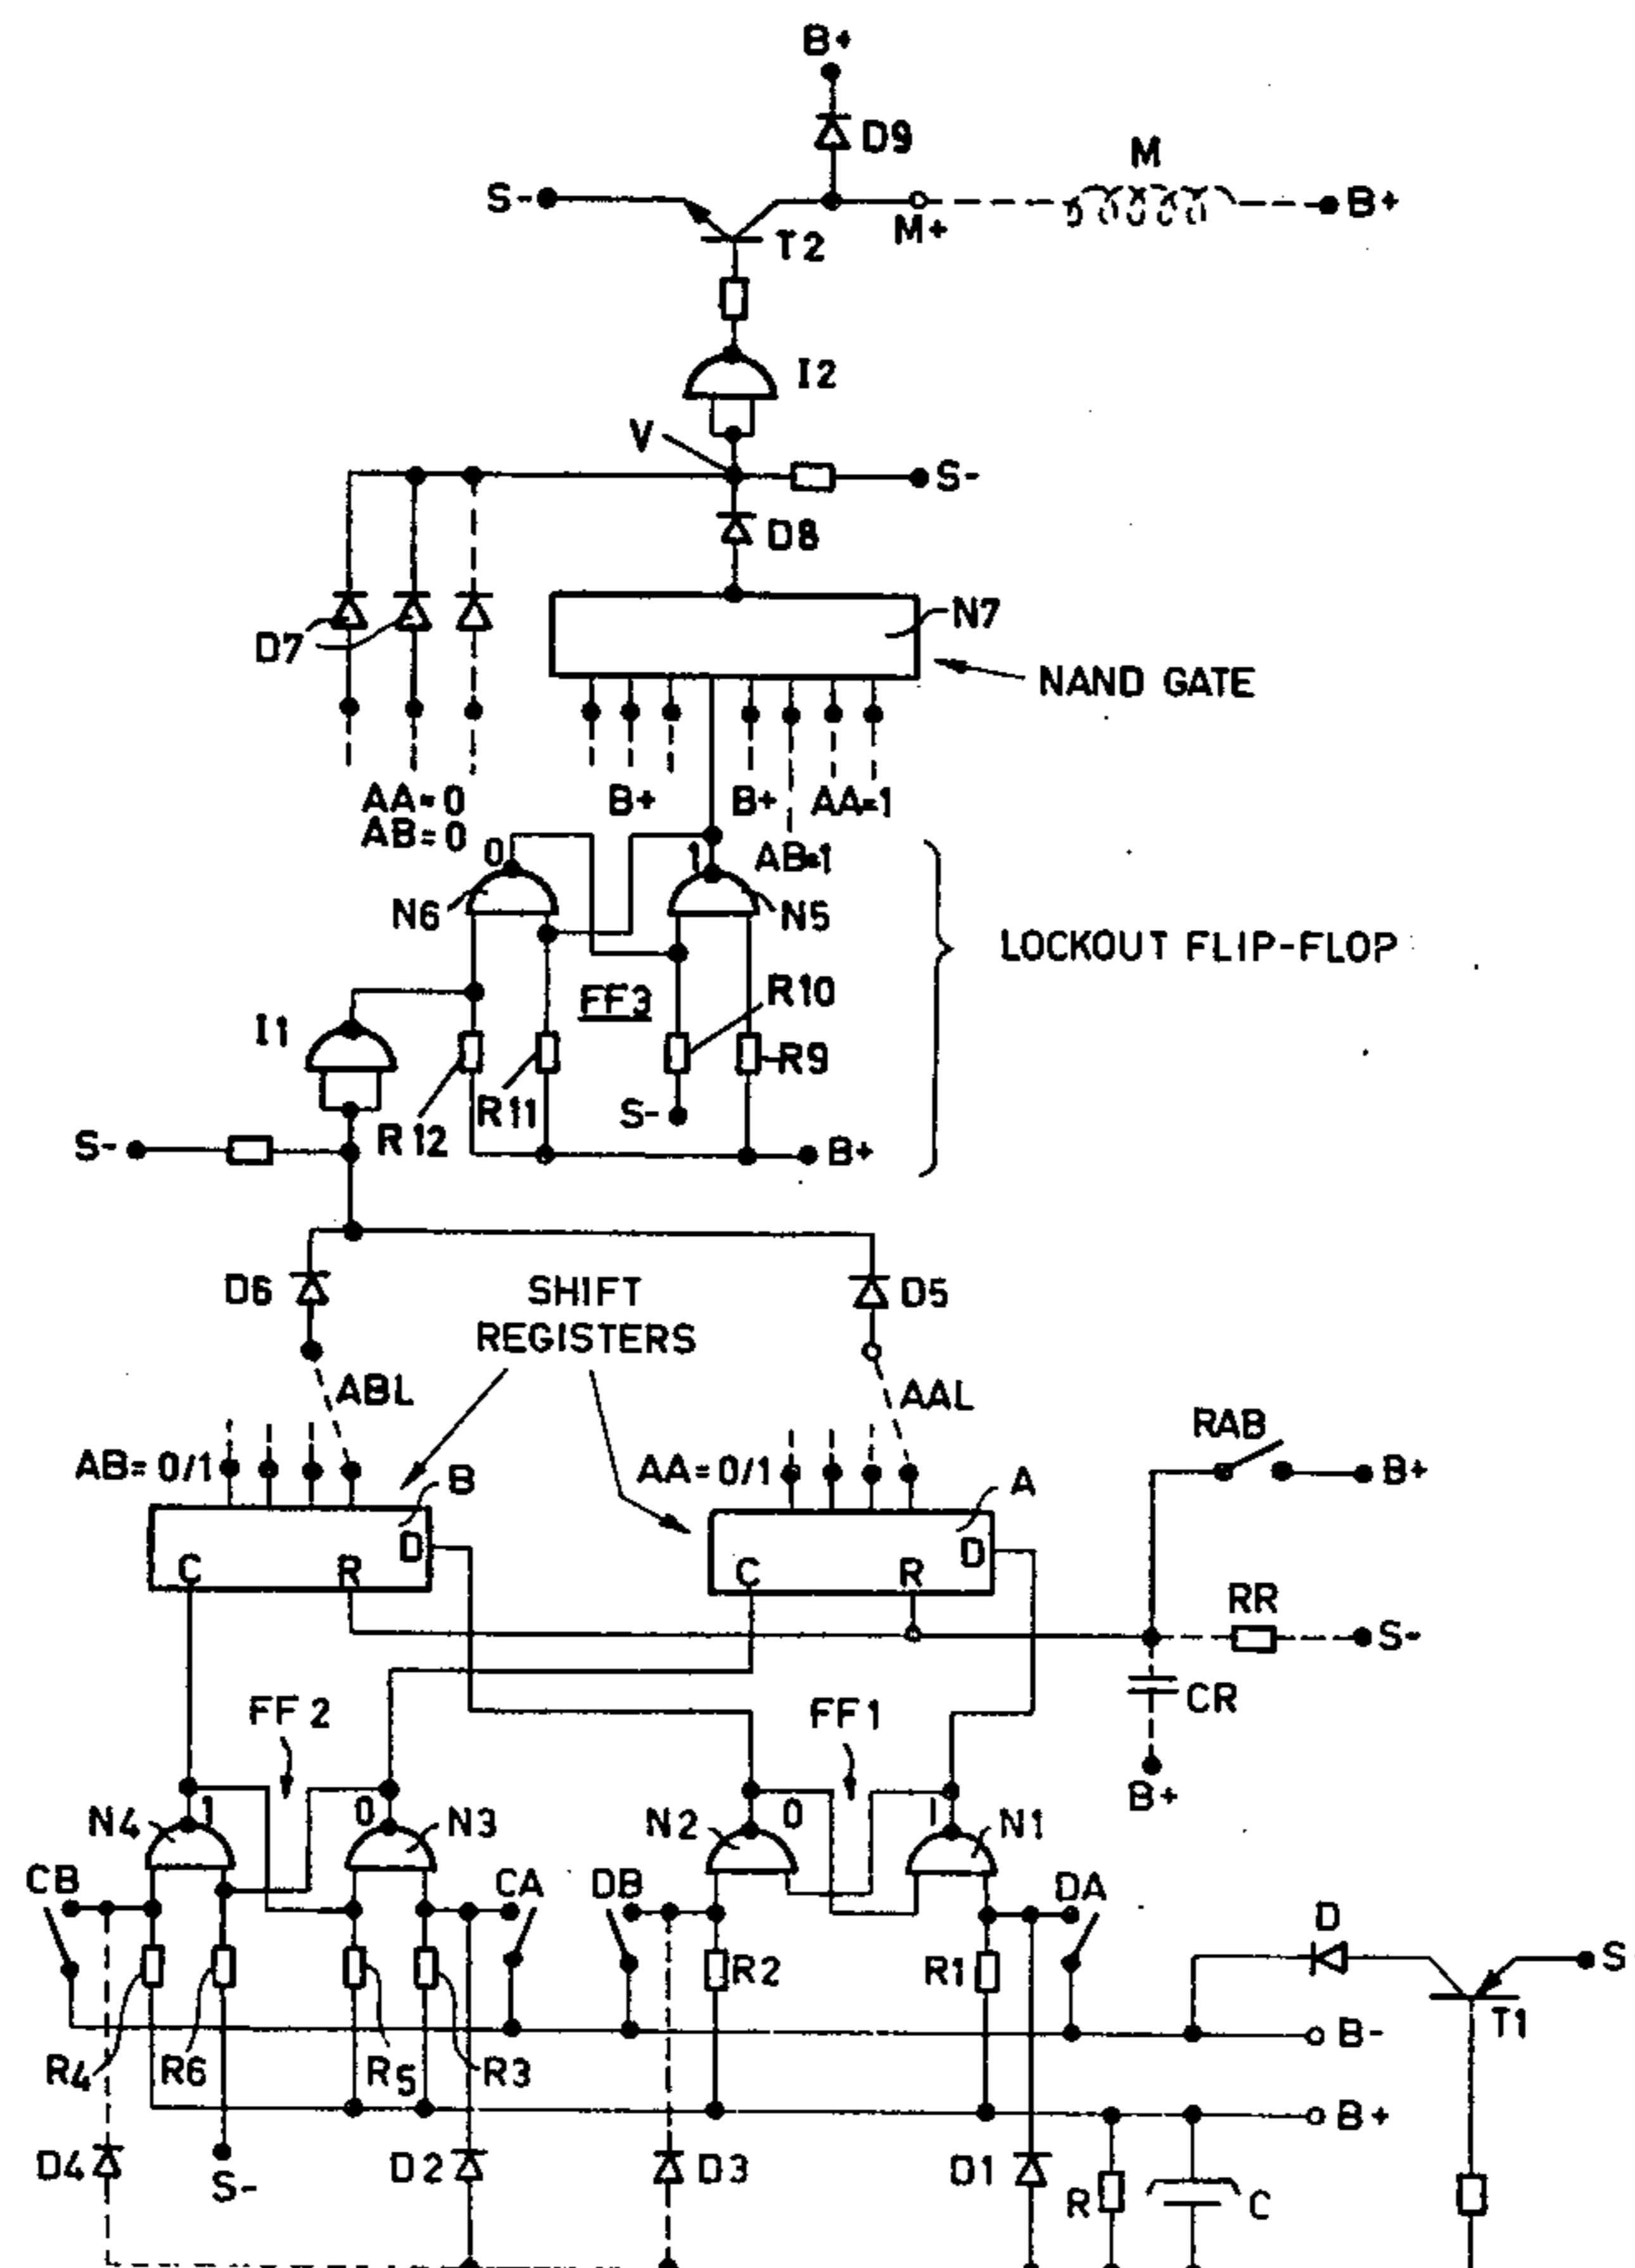 B+
D9
M
S-
M+
B+
T2
I2
V
S-
D8
D7
N7
NAND GATE
AA=0
AB=0
B+
B+
AA=1
AB=1
0
1
N6
N5
LOCKOUT FLIP-FLOP
FF3
R10
I1
R9
R11
S-
R12
S-
B+
D6
SHIFT
REGISTERS
D5
ABL
AAL
RAB
AB= 0/1
B
AA=0/1
A
B+
D
D
C
R
C
R
RR
S-
CR
FF2
FF1
B+
N4
1
0
N3
N2
0
1
N1
CB
CA
DB
DA
D
R2
R1
S
T1
B-
R4
R6
R5
R3
B+
D4
S-
D2
D3
D1
R
C